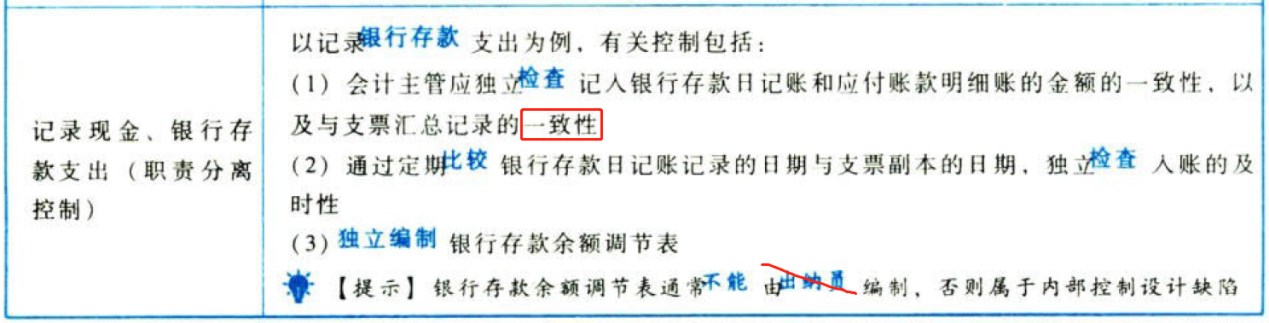 以记录银行存款支出为例，有关控制包括：
（1）会计主管应独立检查记入银行存款日记账和应付账款明细账的金额的一致性，以
及与支票汇总记录的一致性
记录现金、银行存
款支出（职责分离
控制）
（2）通过定期比较银行存款日记账记录的日期与支票副本的日期，独立检查入账的及
时性
（3）独立编制银行存款余额调节表
【提示】银行存款余额调节表通常不能由出纳员编制，否则属于内部控制设计缺陷